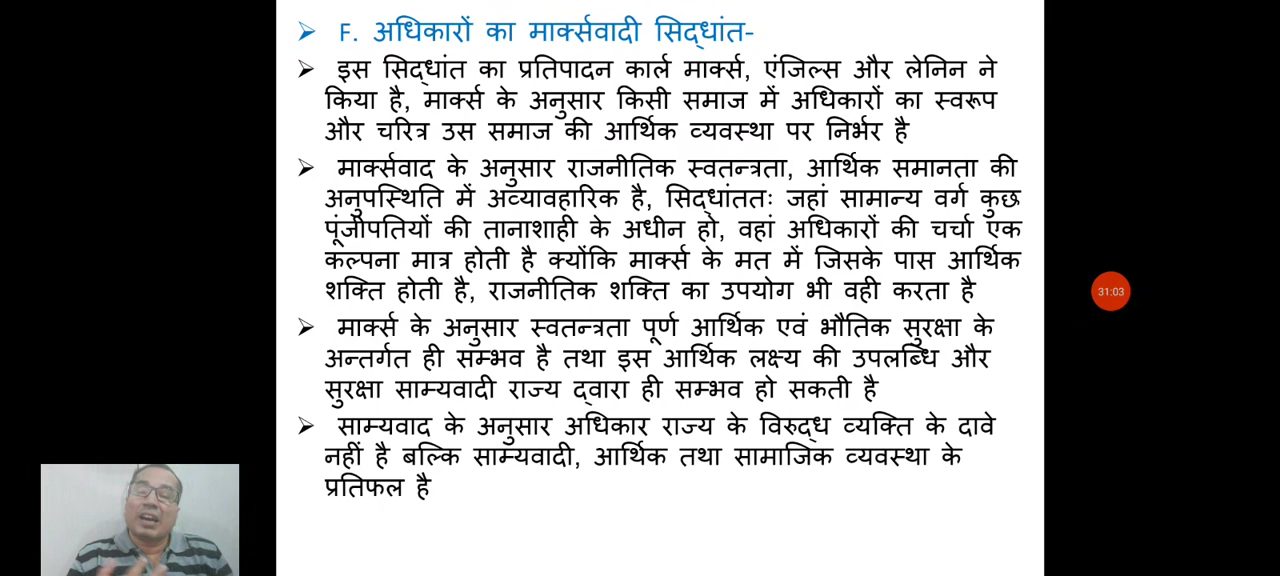 ➢ F. अधिकारों का मार्क्सवादी सिद्धांत-
➢ इस सिद्धांत का प्रतिपादन कार्ल मार्क्स, एंजिल्स और लेनिन ने
किया है, मार्क्स के अनुसार किसी समाज में अधिकारों का स्वरूप
और चरित्र उस समाज की आर्थिक व्यवस्था पर निर्भर है
➢ मार्क्सवाद के अनुसार राजनीतिक स्वतन्त्रता, आर्थिक समानता की
अनुपस्थिति में अव्यावहारिक है, सिद्धांततः जहां सामान्य वर्ग कुछ
पूंजीपतियों की तानाशाही के अधीन हो, वहां अधिकारों की चर्चा एक
कल्पना मात्र होती है क्योंकि मार्क्स के मत में जिसके पास आर्थिक
शक्ति होती है, राजनीतिक शक्ति का उपयोग भी वही करता है
➢ मार्क्स के अनुसार स्वतन्त्रता पूर्ण आर्थिक एवं भौतिक सुरक्षा के
अन्तर्गत ही सम्भव है तथा इस आर्थिक लक्ष्य की उपलब्धि और
सुरक्षा साम्यवादी राज्य द्वारा ही सम्भव हो सकती है
➢ साम्यवाद के अनुसार अधिकार राज्य के विरुद्ध व्यक्ति के दावे
नहीं है बल्कि साम्यवादी, आर्थिक तथा सामाजिक व्यवस्था के
प्रतिफल है
31:03